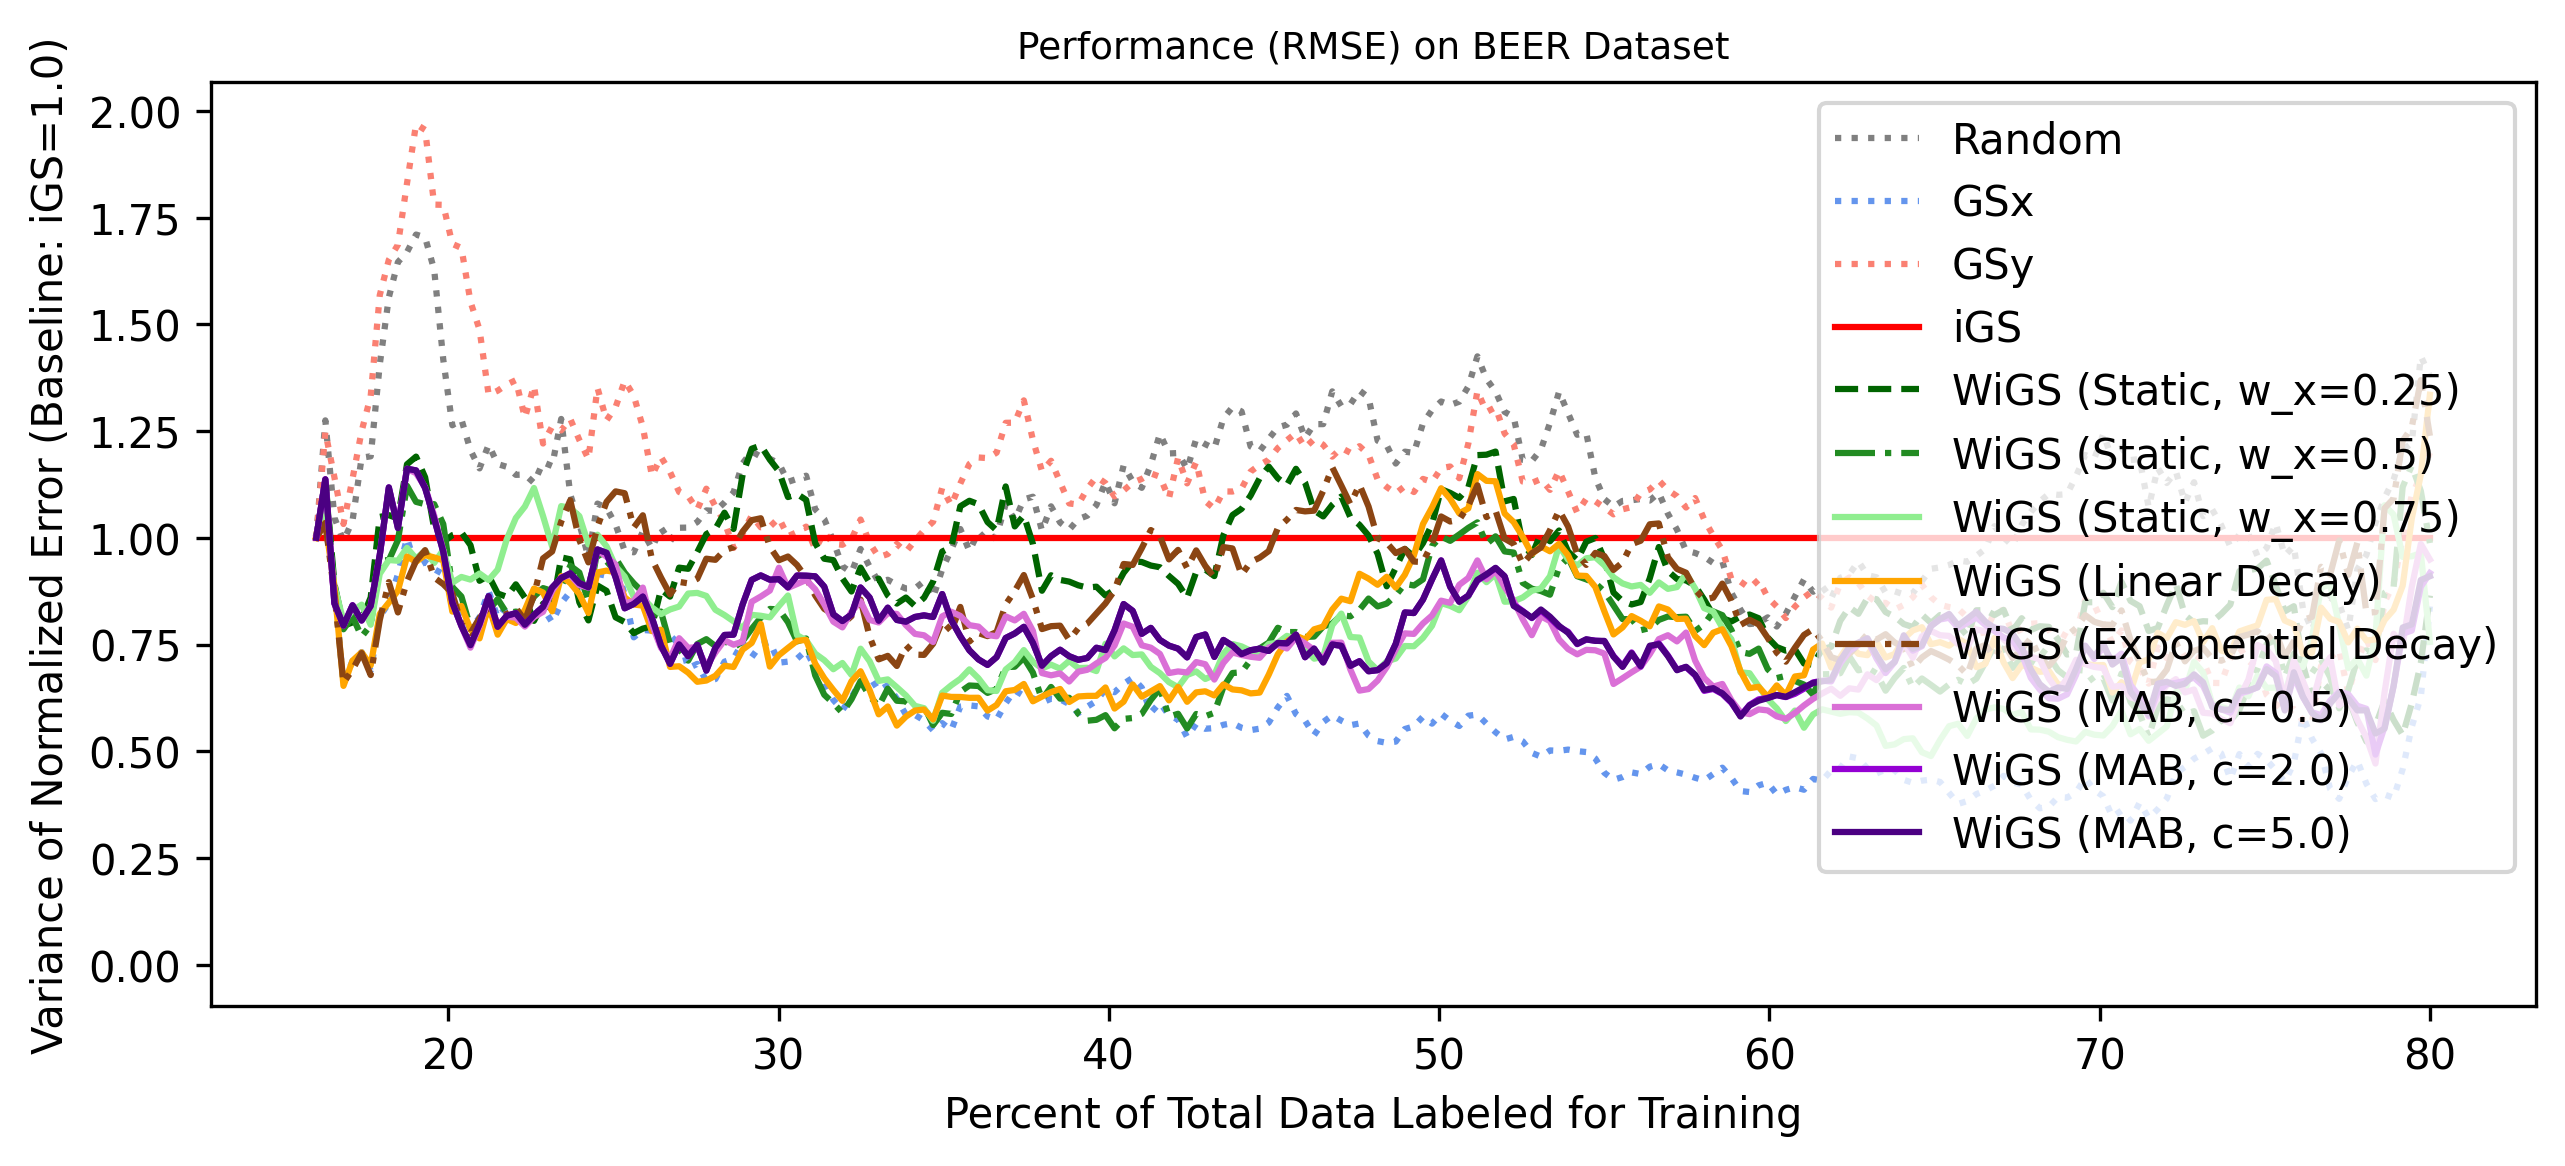 Performance (RMSE) on BEER Dataset
Variance of Normalized Error (Baseline: iGS=1.0)
2.00
1.75
1.50
1.25
1.00
0.75
0.50
0.25
0.00
Random
GSx
GSy
iGS
WiGS (Static, w_x=0.25)
WiGS (Static, w_x=0.5)
WiGS (Static, w_x=0.75)
WiGS (Linear Decay)
WiGS (Exponential Decay)
WiGS (MAB, c=0.5)
WiGS (MAB, c=2.0)
WiGS (MAB, c=5.0)
20 30 40 50 60 70 80
Percent of Total Data Labeled for Training